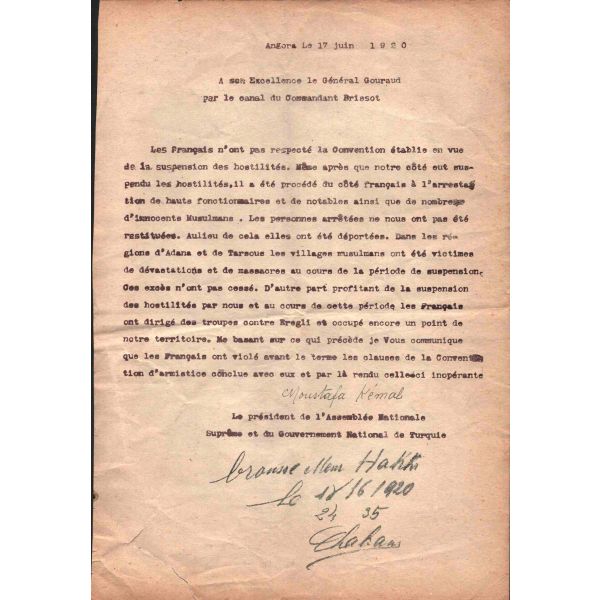 Angora Le 17 juin 1920
A son Excellence le Général Gouraud
par le canal du Commandant Brissot
Les Français n'ont pas respecté la Convention établie en vue
de la suspension des hostilités. Même après que notre côté eut sus-
pendu les hostilités,il a été procédé du côté français à l'arresta
tion de hauts fonctionnaires et de notables ainsi que de nombreux
d'innocents Musulmans . Les personnes arrêtées ne nous ont pas été
restituées. Aulieu de cela elles ont été déportées. Dans les ré-
gions d'Adana et de Tarsous les villages musulmans ont été victimes
de dévastations et de massacres au cours de la période de suspension.
Ces excès n'ont pas cessé. D'autre part profitant de la suspension
des hostilités par nous et au cours de cette période les Français
ont dirigé des troupes contre Eregli et occupé encore un point de
notre territoire. Me basant sur ce qui précède je Vous communique
que les Français ont violé avant le terme les clauses de la Conven
tion d'armistice conclue avec eux et par là rendu celleéci inopérante
Moustafa Kémal
Le président de l'Assemblée Nationale
Suprême et du Gouvernement National de Turquie
Hakki
Le 18/6 1920
24 35